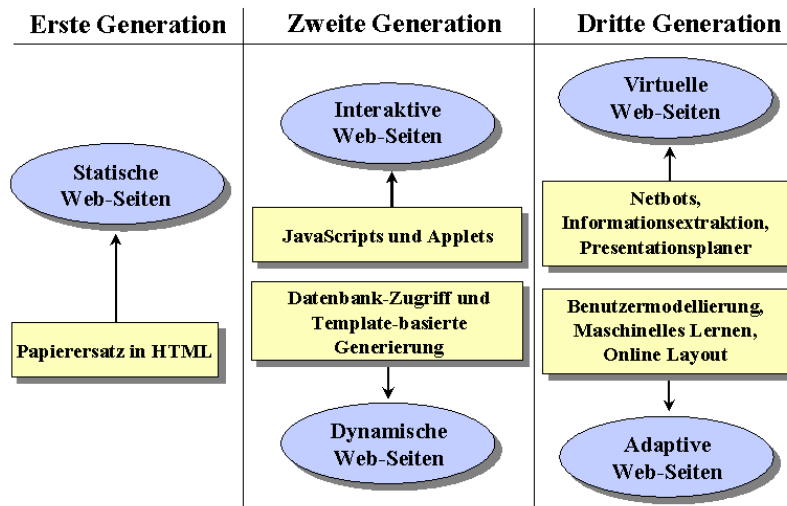 Erste Generation
Statische
Web-Seiten
Papierersatz in HTML
Zweite Generation
Interaktive
Web-Seiten
JavaScripts und Applets
Datenbank-Zugriff und
Template-basierte
Generierung
Dynamische
Web-Seiten
Dritte Generation
Virtuelle
Web-Seiten
Netbots,
Informationsextraktion,
Presentationsplaner
Benutzermodellierung,
Maschinelles Lernen,
Online Layout
Adaptive
Web-Seiten